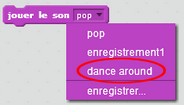 jouer le son pop
pop
enregistrement1
dance around
enregistrer...